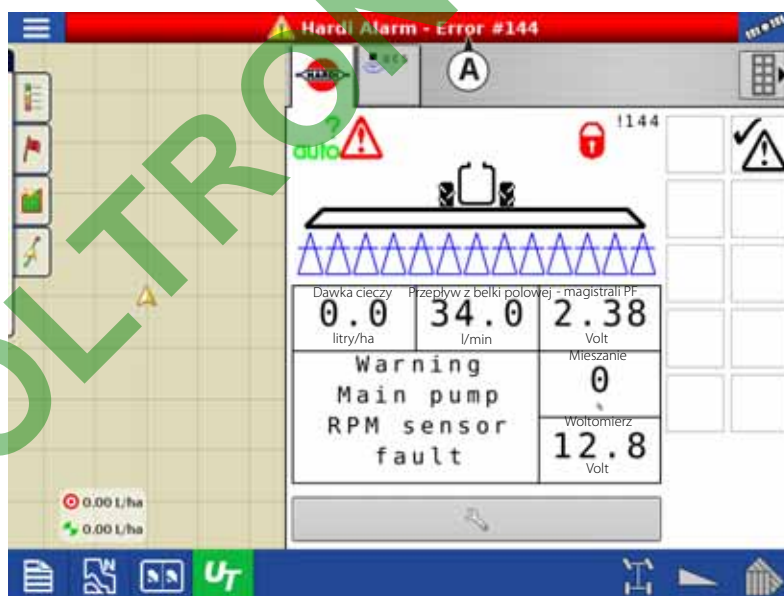 Hardi Alarm - Error #144
A
HARDI
auto ?
!144
Dawka cieczy
Przepływ z belki polowej - magistrali PF
0.0
34.0
2.38
litry/ha
l/min
Volt
Warning
Main pump
RPM sensor
fault
Mieszanie
0
%
Woltomierz
12.8
Volt
0.00 L/ha
0.00 L/ha
UT
OLTRON